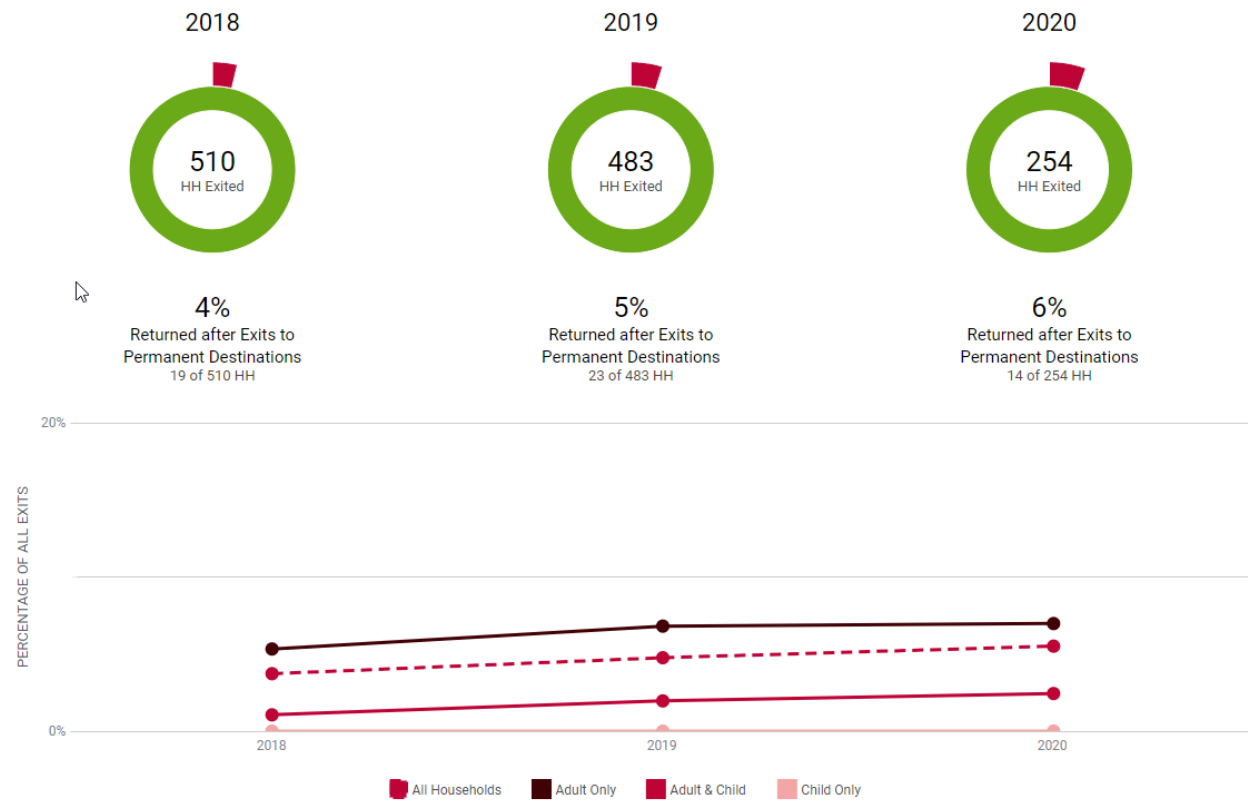 2018
2019
2020
510
HH Exited
483
HH Exited
254
HH Exited
4%
Returned after Exits to
Permanent Destinations
19 of 510 HH
5%
Returned after Exits to
Permanent Destinations
23 of 483 HH
6%
Returned after Exits to
Permanent Destinations
14 of 254 HH
20%
PERCENTAGE OF ALL EXITS
0%
2018
2019
2020
All Households
Adult Only
Adult & Child
Child Only